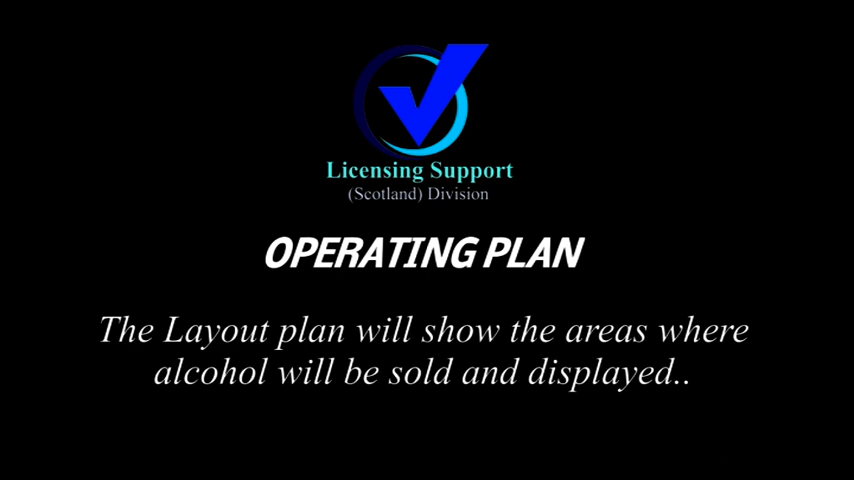 Licensing Support
(Scotland) Division
OPERATING PLAN
The Layout plan will show the areas where
alcohol will be sold and displayed..